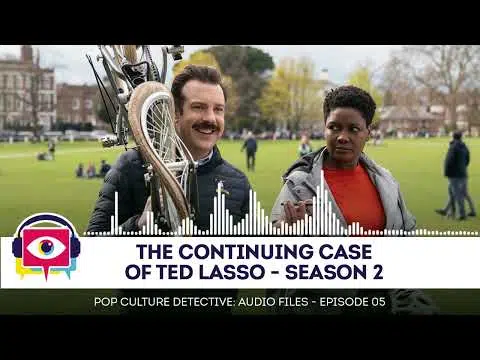 THE CONTINUING CASE
OF TED LASSO - SEASON 2
POP CULTURE DETECTIVE: AUDIO FILES - EPISODE 05